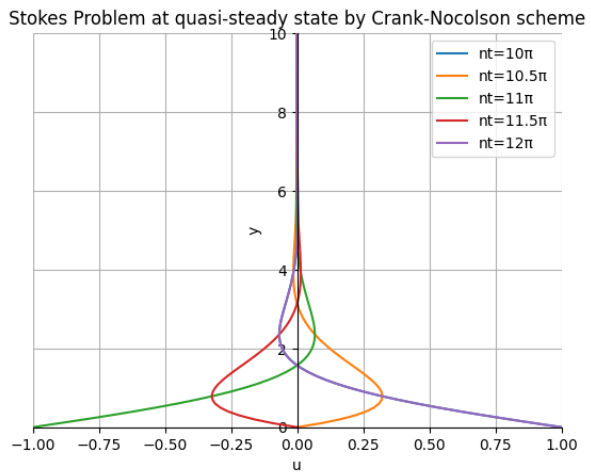 Stokes Problem at quasi-steady state by Crank-Nocolson scheme
10
8
6
4
2
0
y
nt=10π
nt=10.5π
nt=11π
nt=11.5π
nt=12π
−1.00 −0.75 −0.50 −0.25 0.00 0.25 0.50 0.75 1.00
u